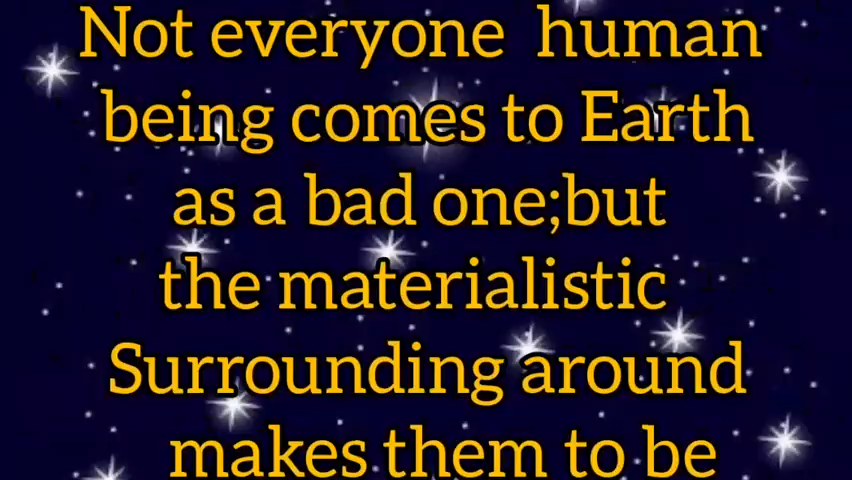 Not everyone human
being comes to Earth
as a bad one;but
the materialistic
Surrounding around
makes them to be